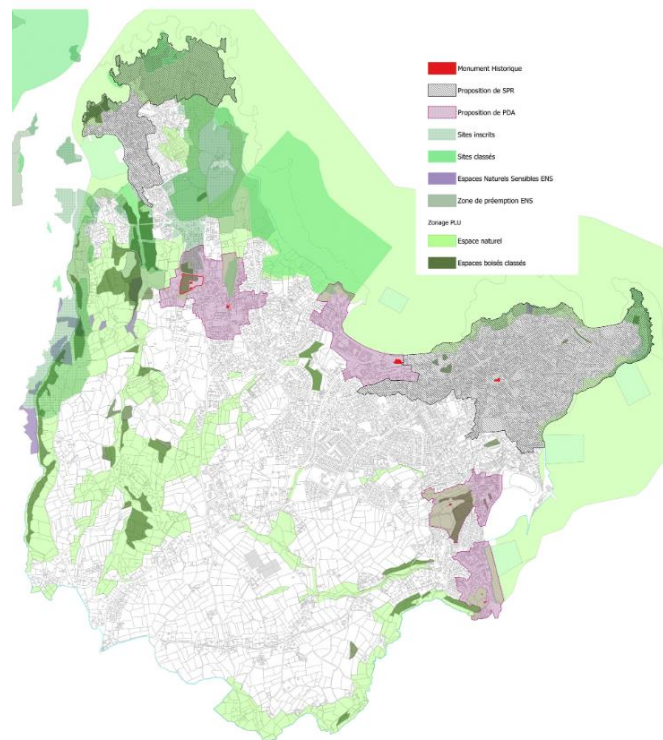 Monument Historique
Proposition de SPR
Proposition de PDA
Sites inscrits
Sites classés
Espaces Naturels Sensibles ENS
Zone de préemption ENS
Zonage PLU
Espace naturel
Espaces boisés classés